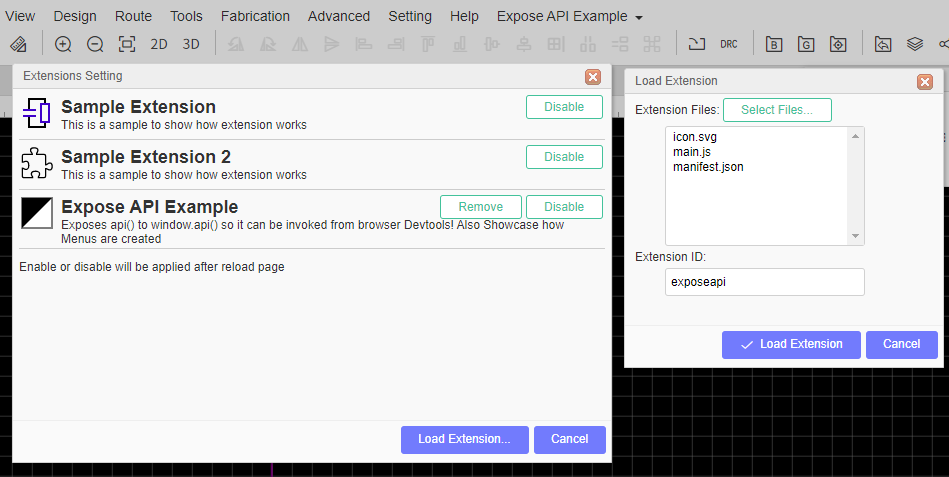 View Design Route Tools Fabrication Advanced Setting Help Expose API Example
2D 3D DRC B G
Extensions Setting
Sample Extension
This is a sample to show how extension works
Disable
Sample Extension 2
This is a sample to show how extension works
Disable
Expose API Example
Remove Disable
Exposes api() to window.api() so it can be invoked from browser Devtools! Also Showcase how
Menus are created
Enable or disable will be applied after reload page
Load Extension... Cancel
Load Extension
Extension Files: Select Files...
icon.svg
main.js
manifest.json
Extension ID:
exposeapi
Load Extension Cancel